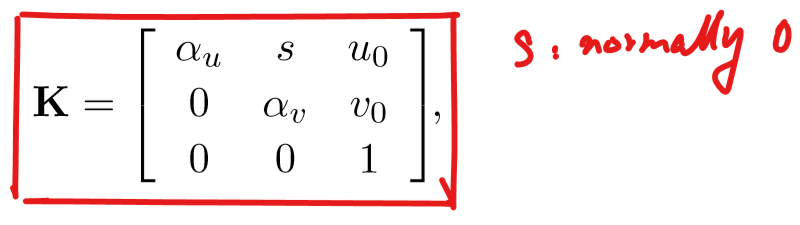 K = [ α_u s u_0
0 α_v v_0
0 0 1 ],
s : normally 0